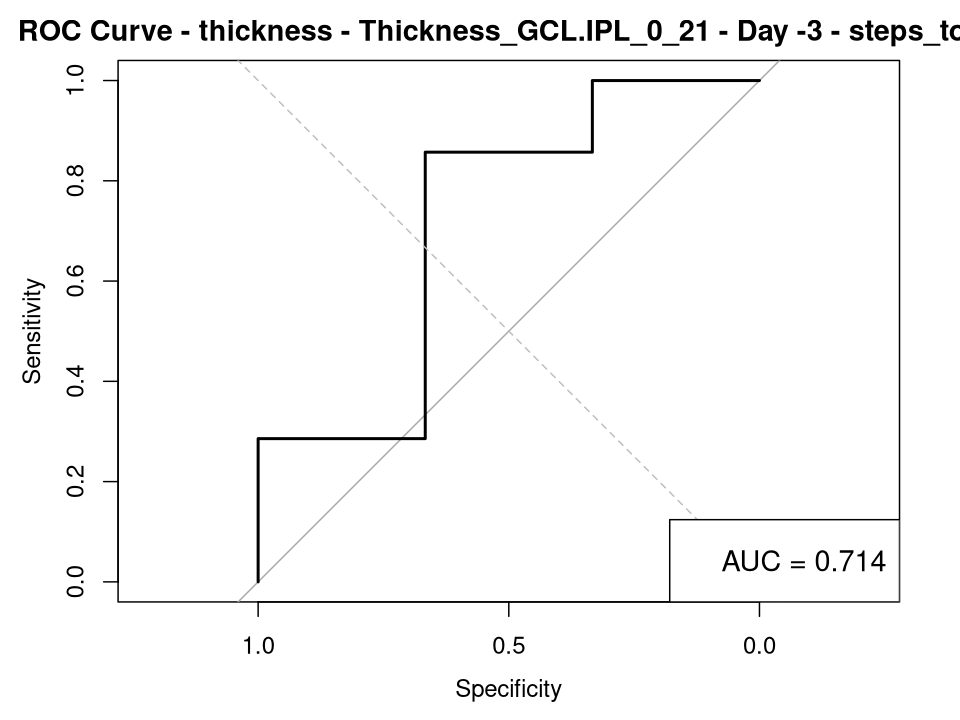 ROC Curve - thickness - Thickness_GCL.IPL_0_21 - Day -3 - steps_to
1.0
0.8
0.6
0.4
0.2
0.0
Sensitivity
AUC = 0.714
1.0 0.5 0.0
Specificity